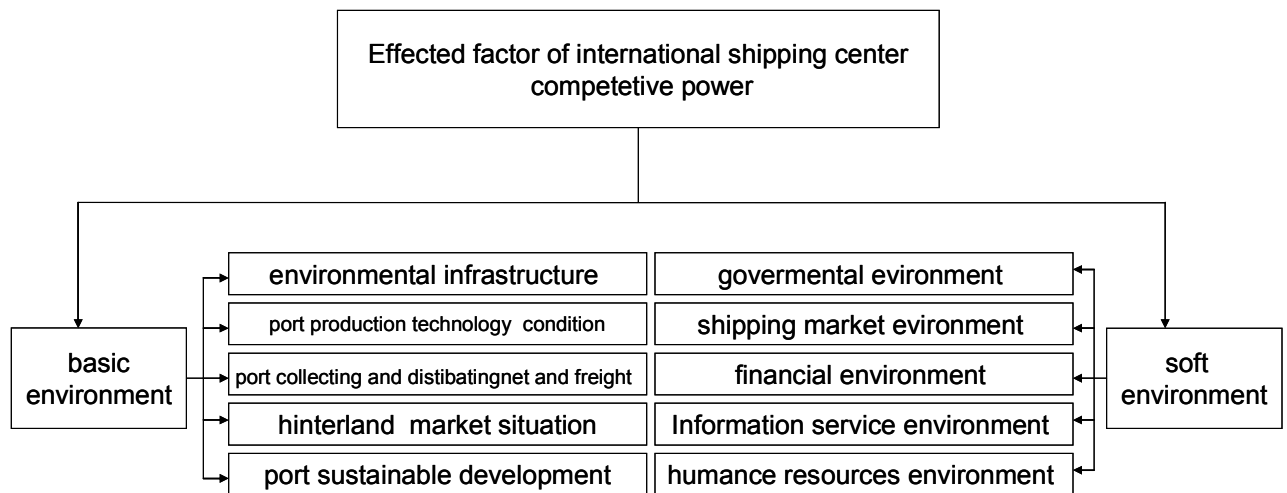 Effected factor of international shipping center
competetive power
environmental infrastructure
govermental evironment
port production technology condition
shipping market evironment
basic
environment
port collecting and distibatingnet and freight
financial environment
soft
environment
hinterland market situation
Information service environment
port sustainable development
humance resources environment